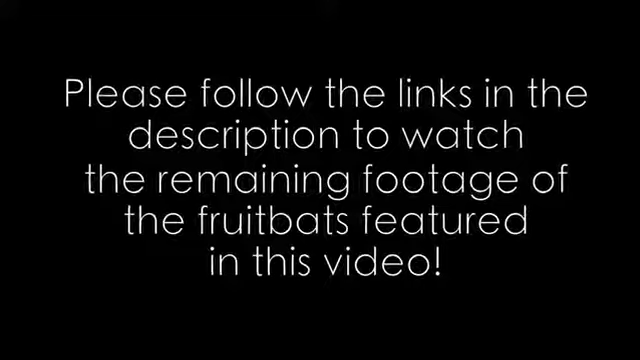 Please follow the links in the
description to watch
the remaining footage of
the fruitbats featured
in this video!